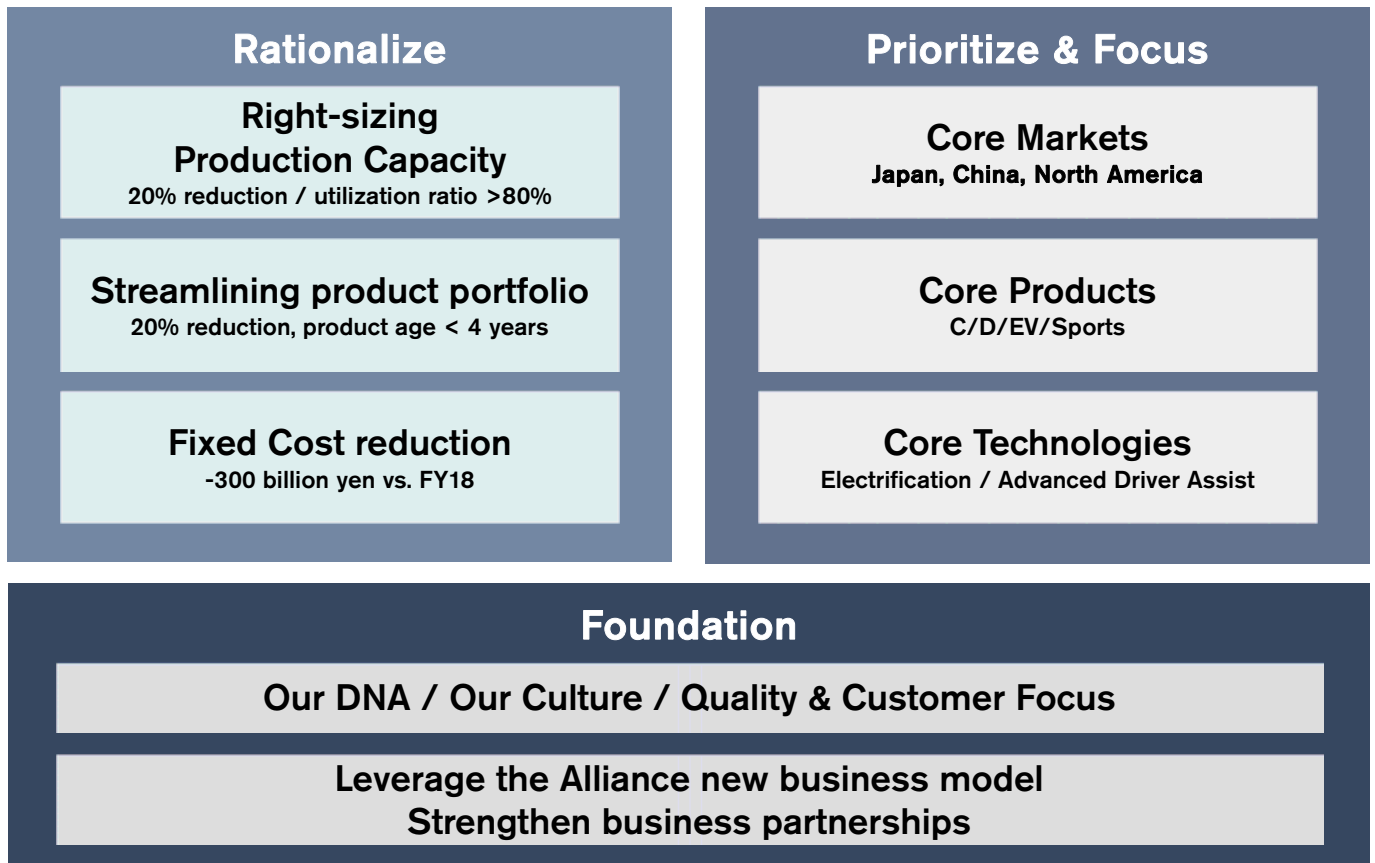 Rationalize
Right-sizing
Production Capacity
20% reduction / utilization ratio >80%
Streamlining product portfolio
20% reduction, product age < 4 years
Fixed Cost reduction
-300 billion yen vs. FY18
Prioritize & Focus
Core Markets
Japan, China, North America
Core Products
C/D/EV/Sports
Core Technologies
Electrification / Advanced Driver Assist
Foundation
Our DNA / Our Culture / Quality & Customer Focus
Leverage the Alliance new business model
Strengthen business partnerships